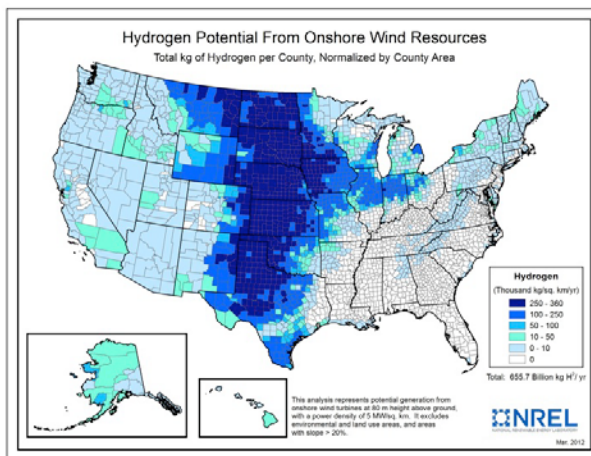 Hydrogen Potential From Onshore Wind Resources
Total kg of Hydrogen per County, Normalized by County Area
Hydrogen
(Thousand kg/sq. km/yr)
250 - 360
100 - 250
50 - 100
10 - 50
0 - 10
0
Total: 655.7 Billion kg H²/ yr
This analysis represents potential generation from
onshore wind turbines at 80 m height above ground,
with a power density of 5 MW/sq. km. It excludes
environmental and land use areas, and areas
with slope > 20%.
NREL
NATIONAL RENEWABLE ENERGY LABORATORY
Mar. 2012